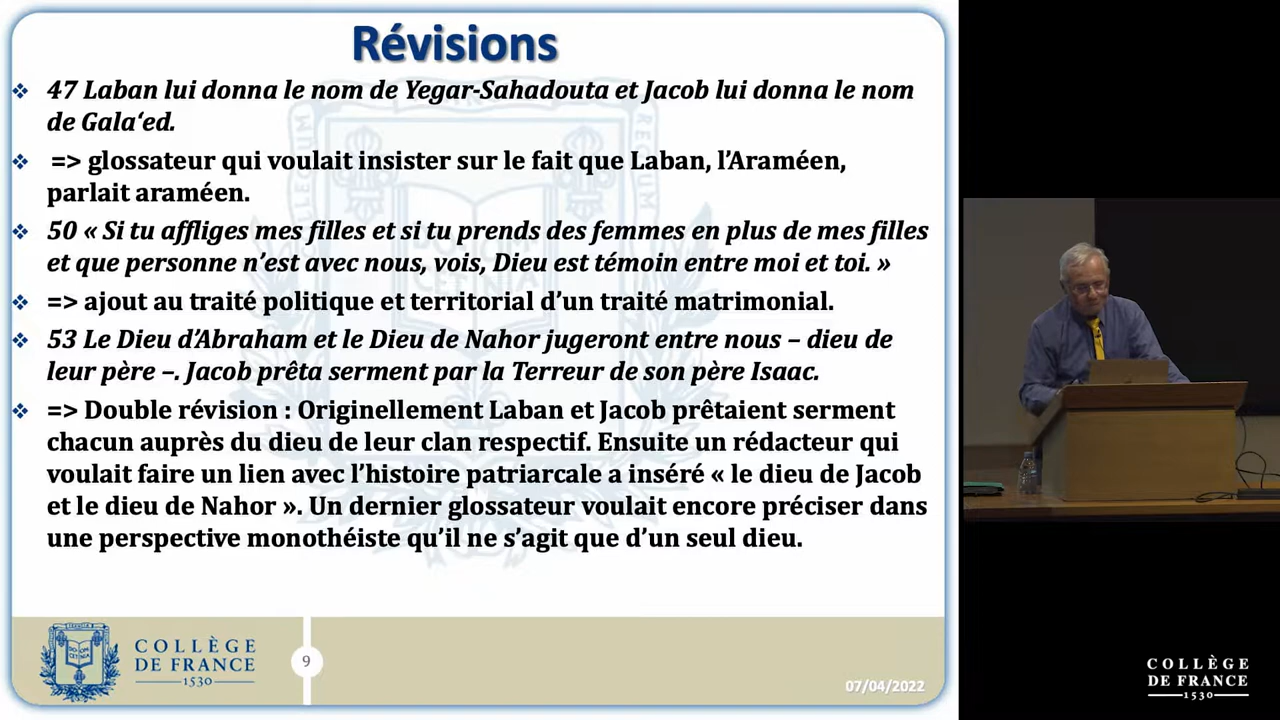 Révisions
47 Laban lui donna le nom de Yegar-Sahadouta et Jacob lui donna le nom
de Gala‘ed.
=> glossateur qui voulait insister sur le fait que Laban, l’Araméen,
parlait araméen.
50 « Si tu affliges mes filles et si tu prends des femmes en plus de mes filles
et que personne n’est avec nous, vois, Dieu est témoin entre moi et toi. »
=> ajout au traité politique et territorial d’un traité matrimonial.
53 Le Dieu d’Abraham et le Dieu de Nahor jugeront entre nous – dieu de
leur père –. Jacob prêta serment par la Terreur de son père Isaac.
=> Double révision : Originellement Laban et Jacob prêtaient serment
chacun auprès du dieu de leur clan respectif. Ensuite un rédacteur qui
voulait faire un lien avec l’histoire patriarcale a inséré « le dieu de Jacob
et le dieu de Nahor ». Un dernier glossateur voulait encore préciser dans
une perspective monothéiste qu’il ne s’agit que d’un seul dieu.
COLLÈGE
DE FRANCE
1530
9
07/04/2022
COLLÈGE
DE FRANCE
1530